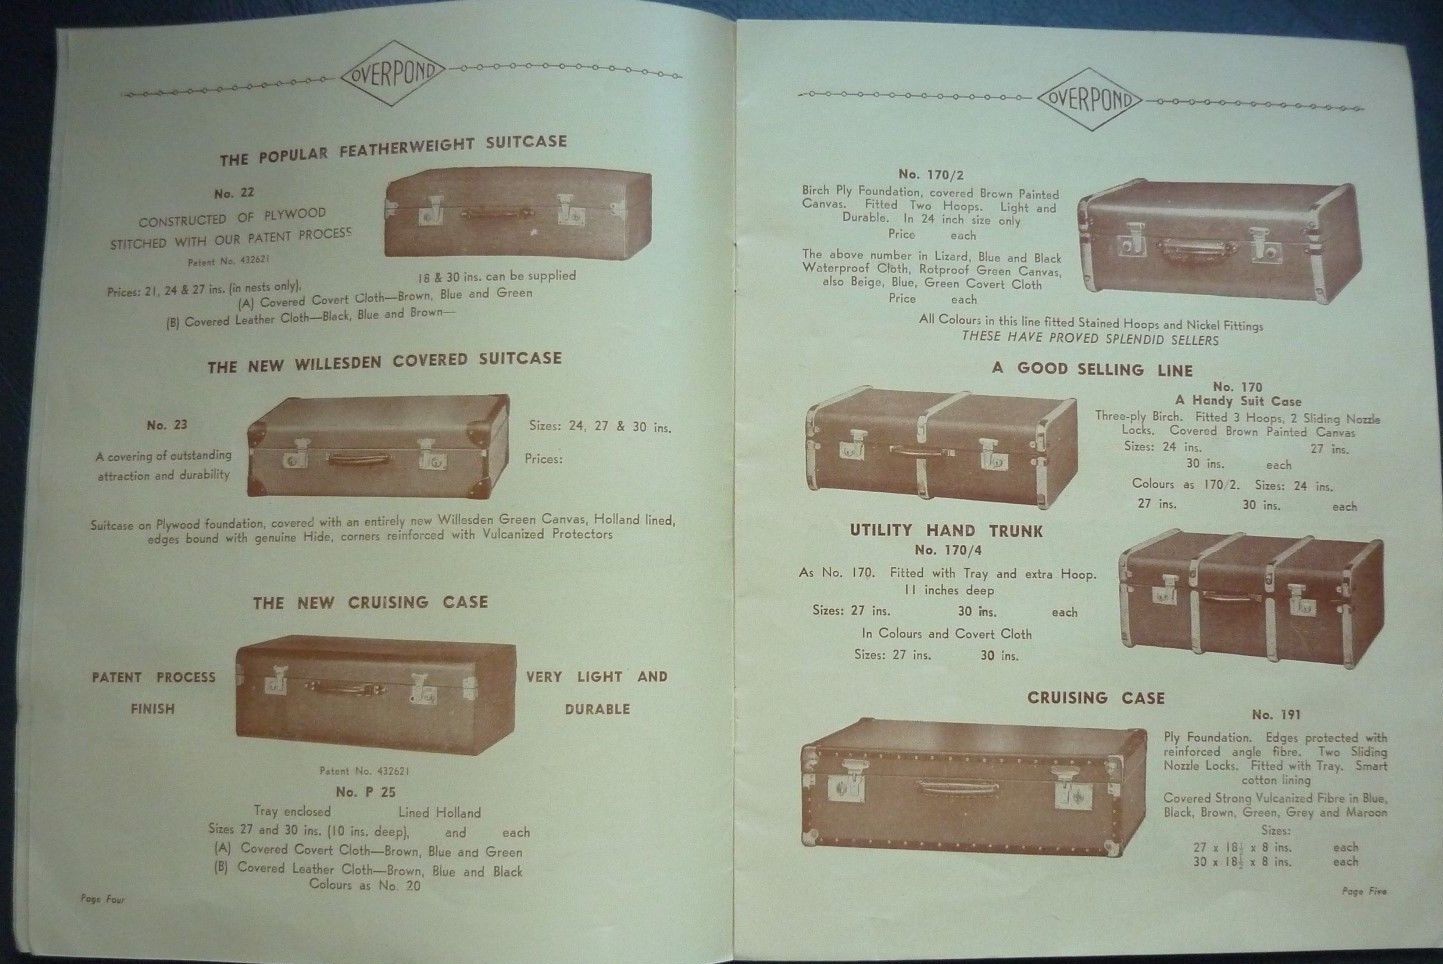 OVERPOND
THE POPULAR FEATHERWEIGHT SUITCASE
No. 22
CONSTRUCTED OF PLYWOOD
STITCHED WITH OUR PATENT PROCESS
Patent No. 432621
Prices: 21, 24 & 27 ins. (in nests only), 18 & 30 ins. can be supplied
(A) Covered Covert Cloth—Brown, Blue and Green
(B) Covered Leather Cloth—Black, Blue and Brown—
THE NEW WILLESDEN COVERED SUITCASE
No. 23
A covering of outstanding
attraction and durability
Sizes: 24, 27 & 30 ins.
Prices:
Suitcase on Plywood foundation, covered with an entirely new Willesden Green Canvas, Holland lined,
edges bound with genuine Hide, corners reinforced with Vulcanized Protectors
THE NEW CRUISING CASE
PATENT PROCESS
FINISH
VERY LIGHT AND
DURABLE
Patent No. 432621
No. P 25
Tray enclosed Lined Holland
Sizes 27 and 30 ins. (10 ins. deep), and each
(A) Covered Covert Cloth—Brown, Blue and Green
(B) Covered Leather Cloth—Brown, Blue and Black
Colours as No. 20
Page Four
OVERPOND
No. 170/2
Birch Ply Foundation, covered Brown Painted
Canvas. Fitted Two Hoops. Light and
Durable. In 24 inch size only
Price each
The above number in Lizard, Blue and Black
Waterproof Cloth, Rotproof Green Canvas,
also Beige, Blue, Green Covert Cloth
Price each
All Colours in this line fitted Stained Hoops and Nickel Fittings
THESE HAVE PROVED SPLENDID SELLERS
A GOOD SELLING LINE
No. 170
A Handy Suit Case
Three-ply Birch. Fitted 3 Hoops, 2 Sliding Nozzle
Locks. Covered Brown Painted Canvas
Sizes: 24 ins. 27 ins.
30 ins. each
Colours as 170/2. Sizes: 24 ins.
27 ins. 30 ins. each
UTILITY HAND TRUNK
No. 170/4
As No. 170. Fitted with Tray and extra Hoop.
11 inches deep
Sizes: 27 ins. 30 ins. each
In Colours and Covert Cloth
Sizes: 27 ins. 30 ins.
CRUISING CASE
No. 191
Ply Foundation. Edges protected with
reinforced angle fibre. Two Sliding
Nozzle Locks. Fitted with Tray. Smart
cotton lining
Covered Strong Vulcanized Fibre in Blue,
Black, Brown, Green, Grey and Maroon
Sizes:
27 x 18½ x 8 ins. each
30 x 18½ x 8 ins. each
Page Five